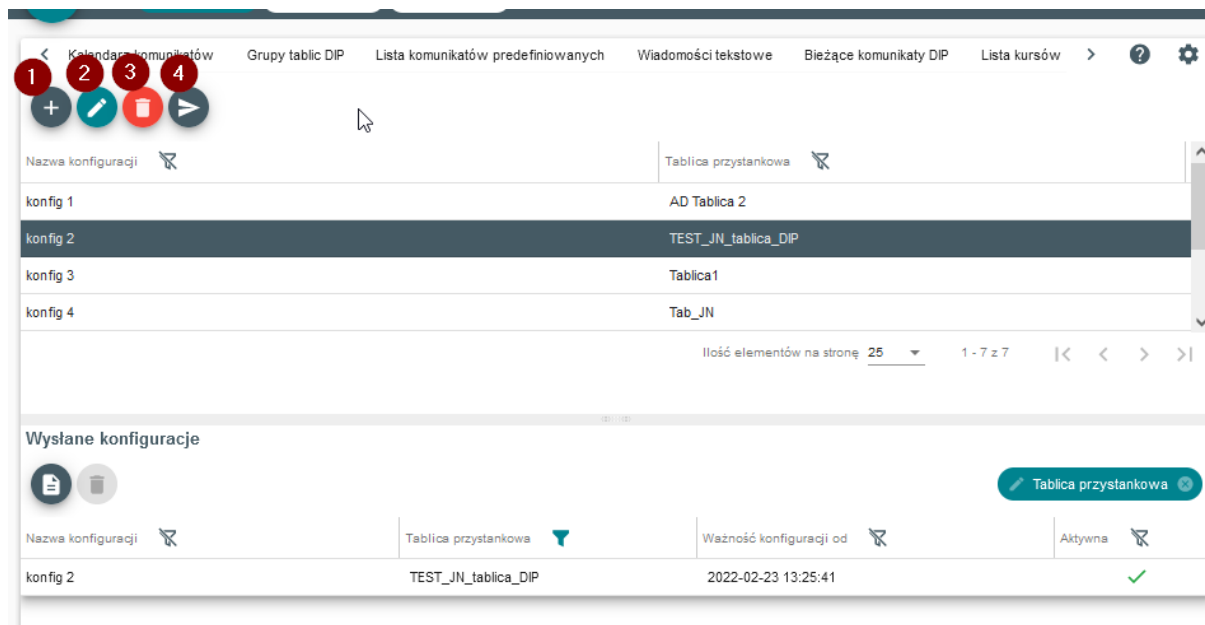 Kalendarz komunikatów Grupy tablic DIP Lista komunikatów predefiniowanych Wiadomości tekstowe Bieżące komunikaty DIP Lista kursów
1 2 3 4
Nazwa konfiguracji Tablica przystankowa
konfig 1 AD Tablica 2
konfig 2 TEST_JN_tablica_DIP
konfig 3 Tablica1
konfig 4 Tab_JN
Ilość elementów na stronę 25 1 - 7 z 7
Wysłane konfiguracje
Tablica przystankowa
Nazwa konfiguracji Tablica przystankowa Ważność konfiguracji od Aktywna
konfig 2 TEST_JN_tablica_DIP 2022-02-23 13:25:41